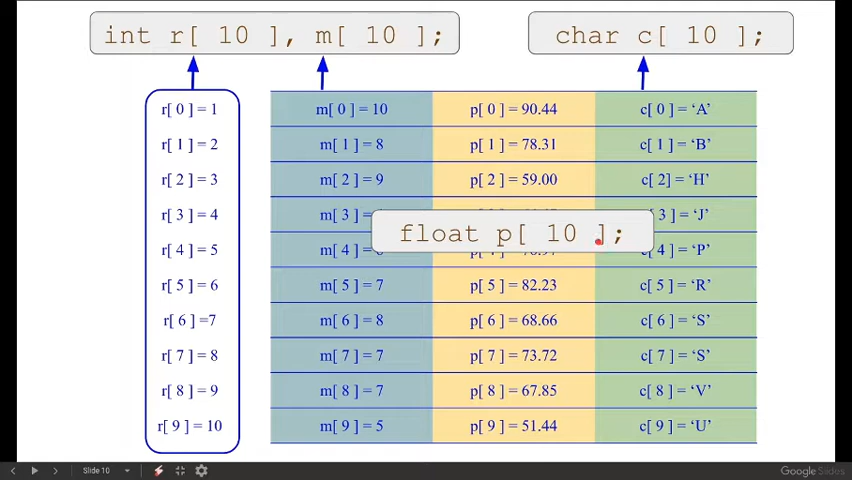 int r[ 10 ], m[ 10 ];
char c[ 10 ];
r[ 0 ] = 1 m[ 0 ] = 10 p[ 0 ] = 90.44 c[ 0 ] = ‘A’
r[ 1 ] = 2 m[ 1 ] = 8 p[ 1 ] = 78.31 c[ 1 ] = ‘B’
r[ 2 ] = 3 m[ 2 ] = 9 p[ 2 ] = 59.00 c[ 2] = ‘H’
r[ 3 ] = 4 m[ 3 ] = 3 ] = ‘J’
float p[ 10 ];
r[ 4 ] = 5 m[ 4 ] = c[ 4 ] = ‘P’
r[ 5 ] = 6 m[ 5 ] = 7 p[ 5 ] = 82.23 c[ 5 ] = ‘R’
r[ 6 ] =7 m[ 6 ] = 8 p[ 6 ] = 68.66 c[ 6 ] = ‘S’
r[ 7 ] = 8 m[ 7 ] = 7 p[ 7 ] = 73.72 c[ 7 ] = ‘S’
r[ 8 ] = 9 m[ 8 ] = 7 p[ 8 ] = 67.85 c[ 8 ] = ‘V’
r[ 9 ] = 10 m[ 9 ] = 5 p[ 9 ] = 51.44 c[ 9 ] = ‘U’
Slide 10
Google Slides